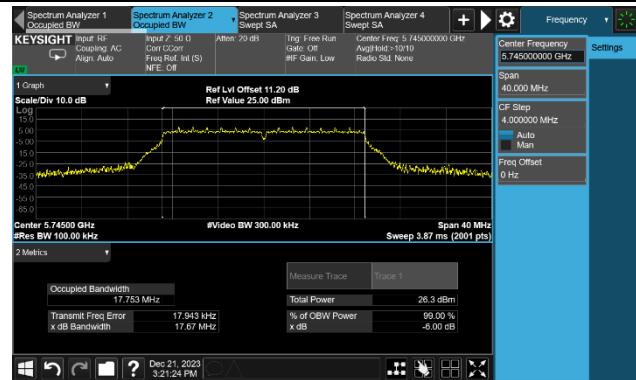 Spectrum Analyzer 1
Occupied BW
Spectrum Analyzer 2
Occupied BW
Spectrum Analyzer 3
Swept SA
Spectrum Analyzer 4
Swept SA
Frequency
KEYSIGHT
Input: RF
Coupling: AC
Align: Auto
Input Z: 50 Ω
Corr CCorr
Freq Ref: Int (S)
NFE: Off
Atten: 20 dB
Trig: Free Run
Gate: Off
#IF Gain: Low
Center Freq: 5.745000000 GHz
Avg|Hold:>10/10
Radio Std: None
Center Frequency
5.745000000 GHz
Settings
Span
40.000 MHz
CF Step
4.000000 MHz
Auto
Man
Freq Offset
0 Hz
1 Graph
Scale/Div 10.0 dB
Ref Lvl Offset 11.20 dB
Ref Value 25.00 dBm
Log
15.0
5.00
-5.00
-15.0
-25.0
-35.0
-45.0
-55.0
-65.0
Center 5.74500 GHz
#Video BW 300.00 kHz
Span 40 MHz
#Res BW 100.00 kHz
Sweep 3.87 ms (2001 pts)
2 Metrics
Measure Trace
Trace 1
Occupied Bandwidth
17.753 MHz
Total Power
26.3 dBm
Transmit Freq Error
17.943 kHz
% of OBW Power
99.00 %
x dB Bandwidth
17.67 MHz
x dB
-6.00 dB
Dec 21, 2023
3:21:24 PM